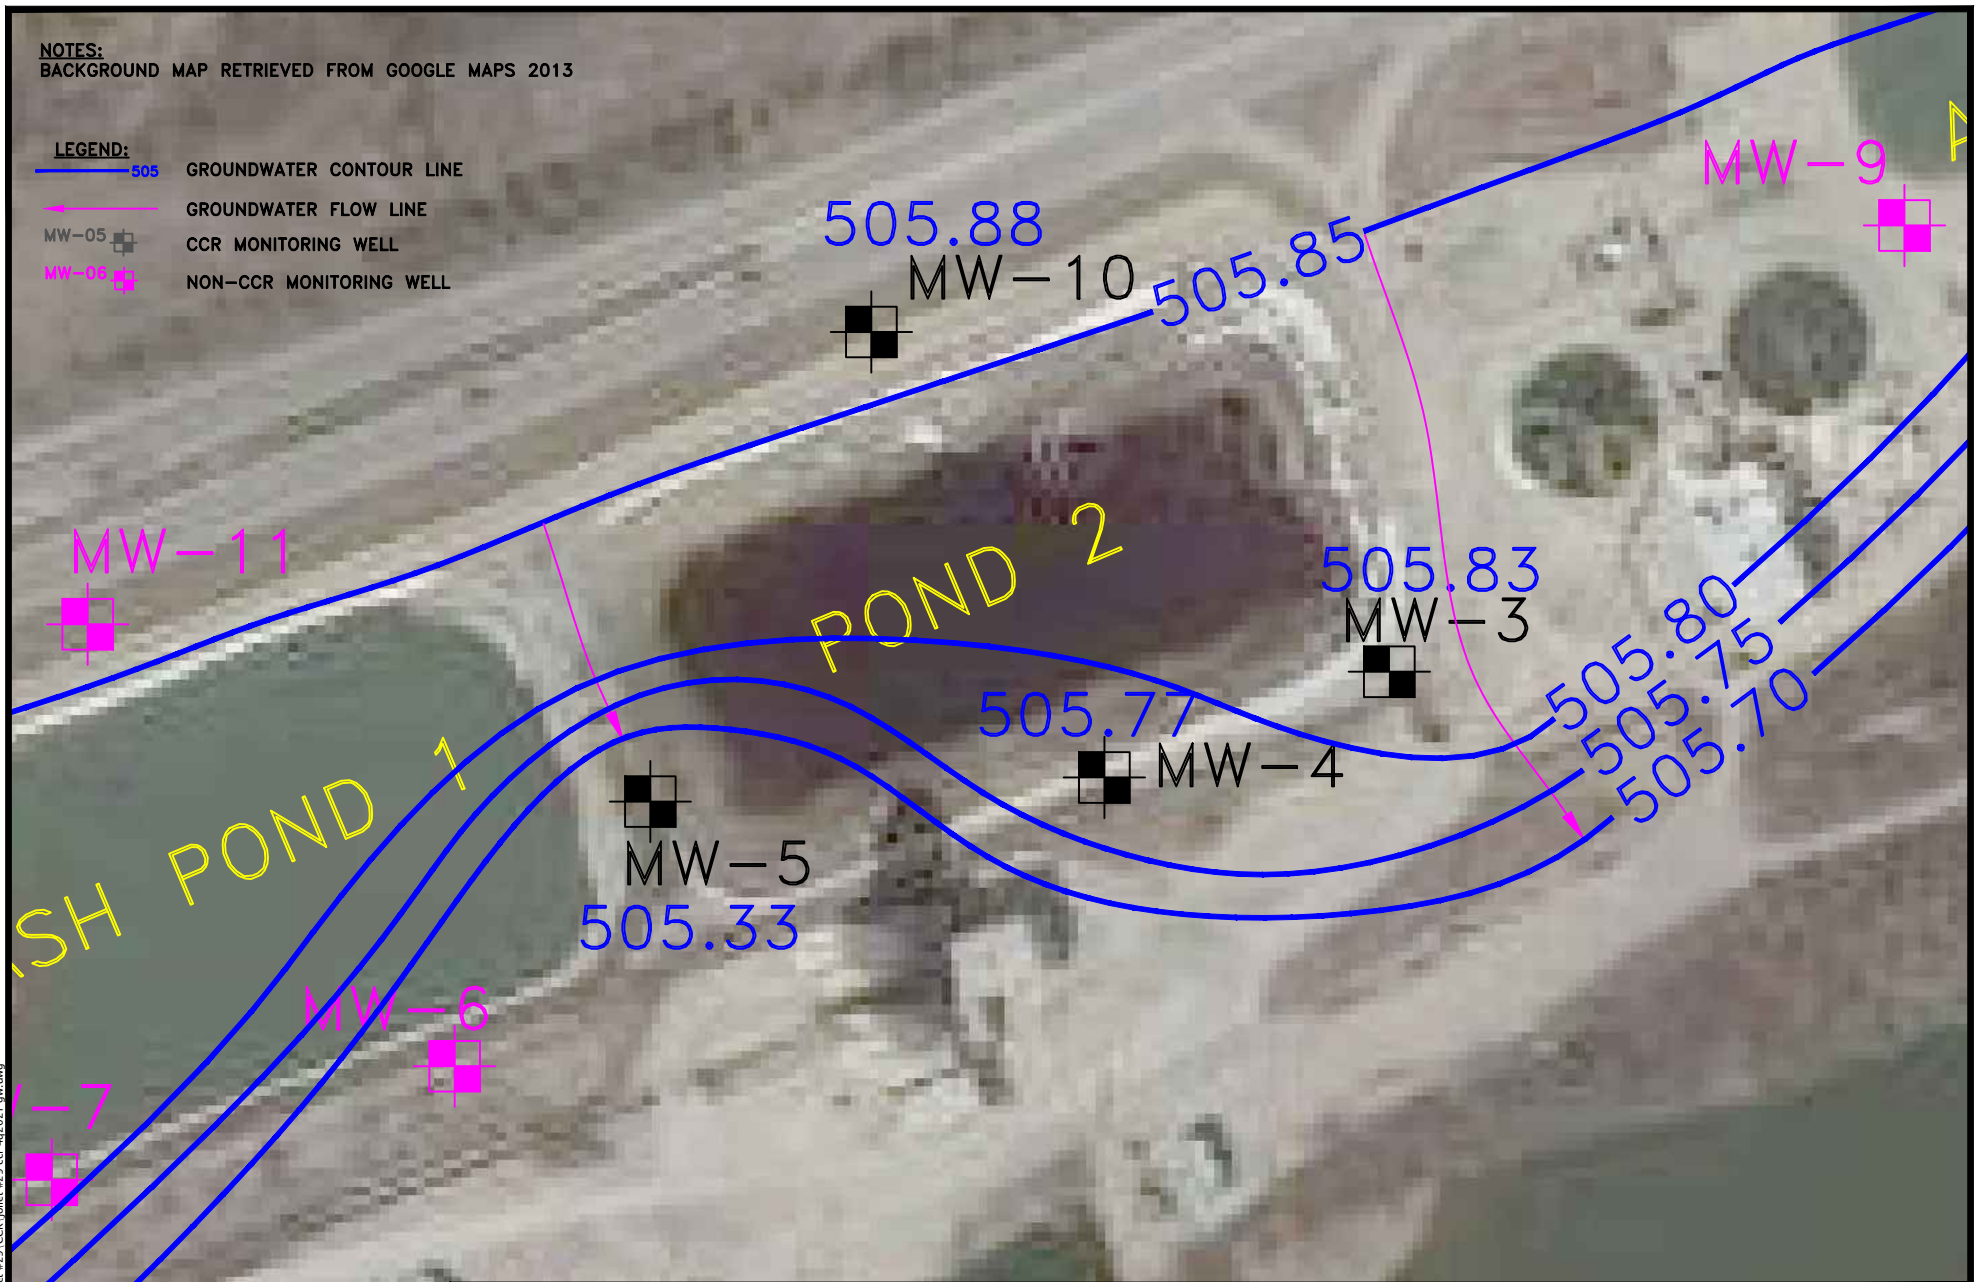 NOTES:
BACKGROUND MAP RETRIEVED FROM GOOGLE MAPS 2013
LEGEND:
505 GROUNDWATER CONTOUR LINE
GROUNDWATER FLOW LINE
MW-05 CCR MONITORING WELL
MW-06 NON-CCR MONITORING WELL
MW-9
505.88
MW-10
505.85
MW-11
POND 2
505.83
MW-3
505.80
505.75
505.70
505.77
MW-4
POND 1
MW-5
505.33
MW-6
-7